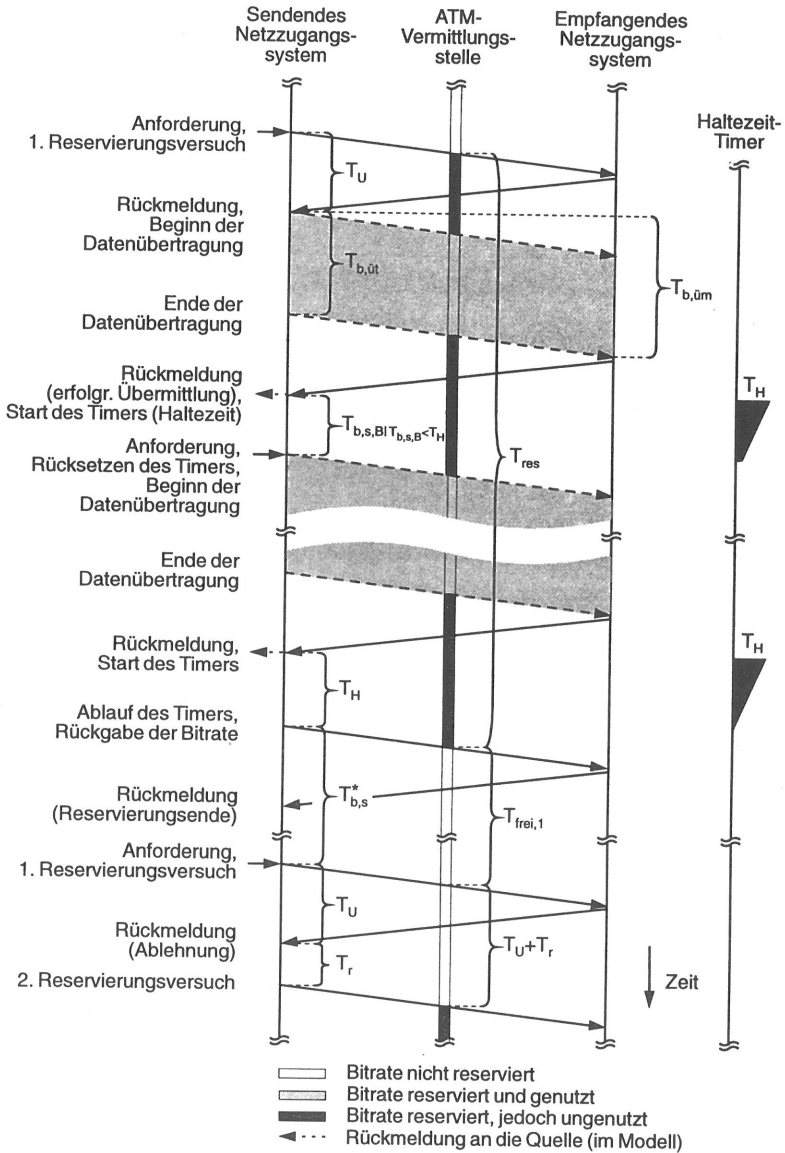 Sendendes
Netzzugangs-
system
ATM-
Vermittlungs-
stelle
Empfangendes
Netzzugangs-
system
Haltezeit-
Timer
Anforderung,
1. Reservierungsversuch
T_U
Rückmeldung,
Beginn der
Datenübertragung
T_b,üt
T_b,üm
Ende der
Datenübertragung
Rückmeldung
(erfolgr. Übermittlung),
Start des Timers (Haltezeit)
T_H
T_b,s,B|T_b,s,B<T_H
T_res
Anforderung,
Rücksetzen des Timers,
Beginn der
Datenübertragung
Ende der
Datenübertragung
Rückmeldung,
Start des Timers
T_H
T_H
Ablauf des Timers,
Rückgabe der Bitrate
Rückmeldung
(Reservierungsende)
T*_b,s
T_frei,1
Anforderung,
1. Reservierungsversuch
T_U
Rückmeldung
(Ablehnung)
T_r
T_U+T_r
2. Reservierungsversuch
Zeit
Bitrate nicht reserviert
Bitrate reserviert und genutzt
Bitrate reserviert, jedoch ungenutzt
Rückmeldung an die Quelle (im Modell)